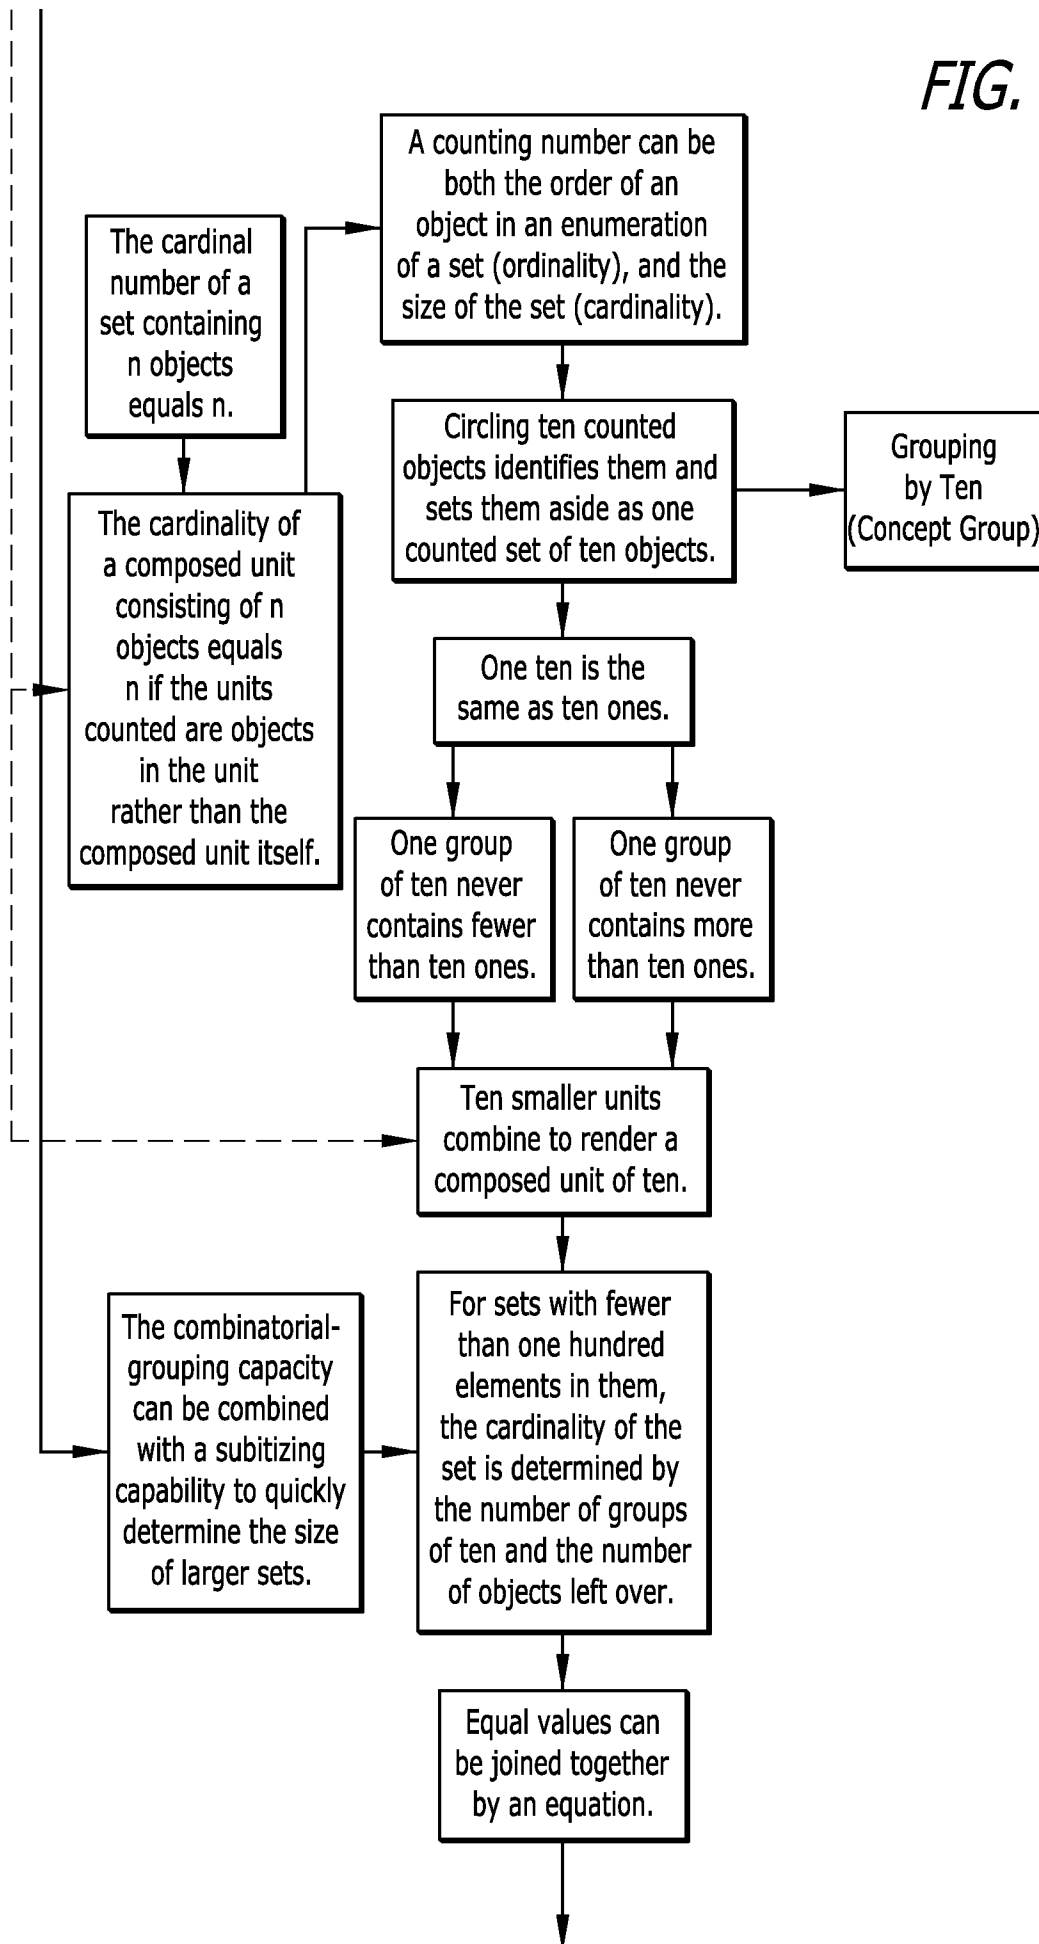 FIG.
A counting number can be
both the order of an
object in an enumeration
of a set (ordinality), and the
size of the set (cardinality).
The cardinal
number of a
set containing
n objects
equals n.
Circling ten counted
objects identifies them and
sets them aside as one
counted set of ten objects.
Grouping
by Ten
(Concept Group)
The cardinality of
a composed unit
consisting of n
objects equals
n if the units
counted are objects
in the unit
rather than the
composed unit itself.
One ten is the
same as ten ones.
One group
of ten never
contains fewer
than ten ones.
One group
of ten never
contains more
than ten ones.
Ten smaller units
combine to render a
composed unit of ten.
The combinatorial-
grouping capacity
can be combined
with a subitizing
capability to quickly
determine the size
of larger sets.
For sets with fewer
than one hundred
elements in them,
the cardinality of the
set is determined by
the number of groups
of ten and the number
of objects left over.
Equal values can
be joined together
by an equation.